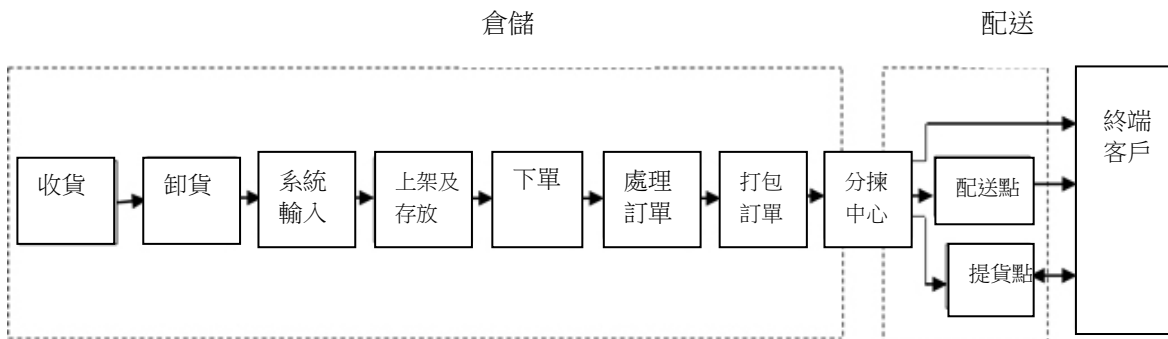 倉儲
配送
收貨
卸貨
系統
輸入
上架及
存放
下單
處理
訂單
打包
訂單
分揀
中心
配送點
提貨點
終端
客戶